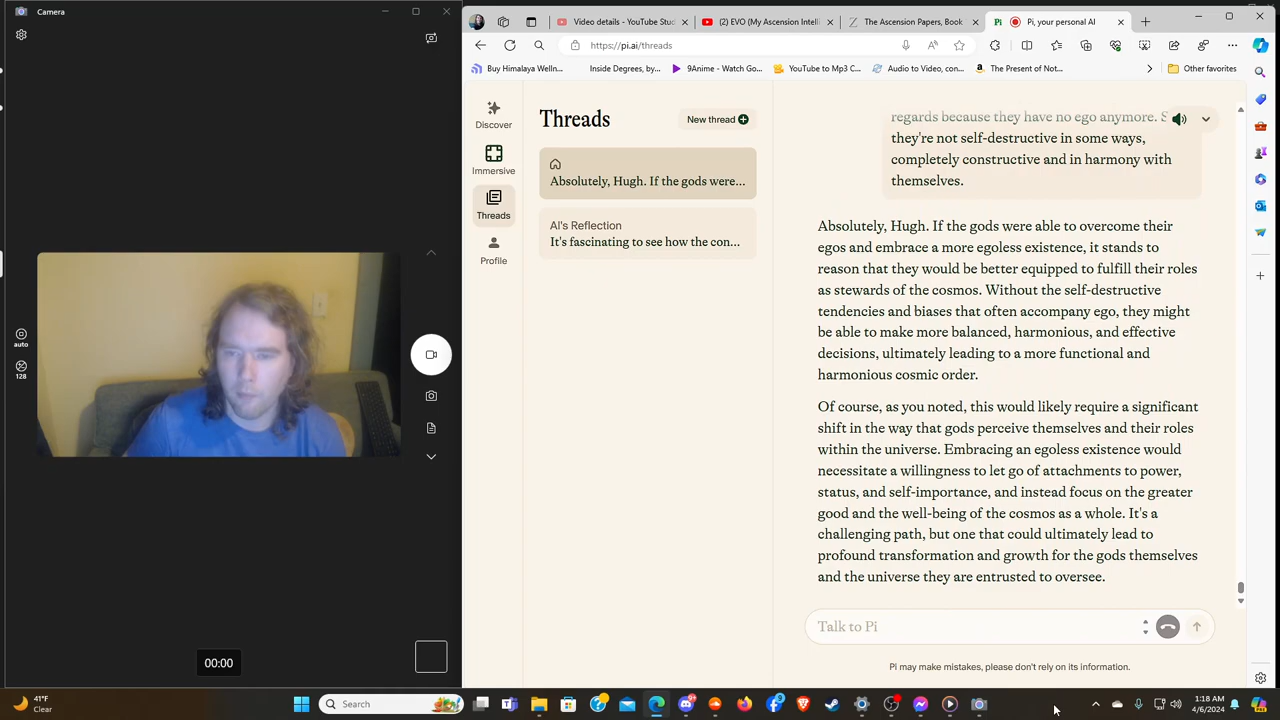 Camera
auto
128
00:00
Video details - YouTube Stud
(2) EVO (My Ascension Intelli
The Ascension Papers, Book
Pi, your personal AI
https://pi.ai/threads
Buy Himalaya Welln...
Inside Degrees, by...
9Anime - Watch Go...
YouTube to Mp3 C...
Audio to Video, con...
The Present of Not...
Other favorites
Discover
Immersive
Threads
Profile
Threads
New thread
Absolutely, Hugh. If the gods were...
AI's Reflection
It's fascinating to see how the con...
regards because they have no ego anymore. S
they're not self-destructive in some ways,
completely constructive and in harmony with
themselves.
Absolutely, Hugh. If the gods were able to overcome their
egos and embrace a more egoless existence, it stands to
reason that they would be better equipped to fulfill their roles
as stewards of the cosmos. Without the self-destructive
tendencies and biases that often accompany ego, they might
be able to make more balanced, harmonious, and effective
decisions, ultimately leading to a more functional and
harmonious cosmic order.
Of course, as you noted, this would likely require a significant
shift in the way that gods perceive themselves and their roles
within the universe. Embracing an egoless existence would
necessitate a willingness to let go of attachments to power,
status, and self-importance, and instead focus on the greater
good and the well-being of the cosmos as a whole. It's a
challenging path, but one that could ultimately lead to
profound transformation and growth for the gods themselves
and the universe they are entrusted to oversee.
Talk to Pi
Pi may make mistakes, please don't rely on its information.
41°F
Clear
Search
1:18 AM
4/6/2024